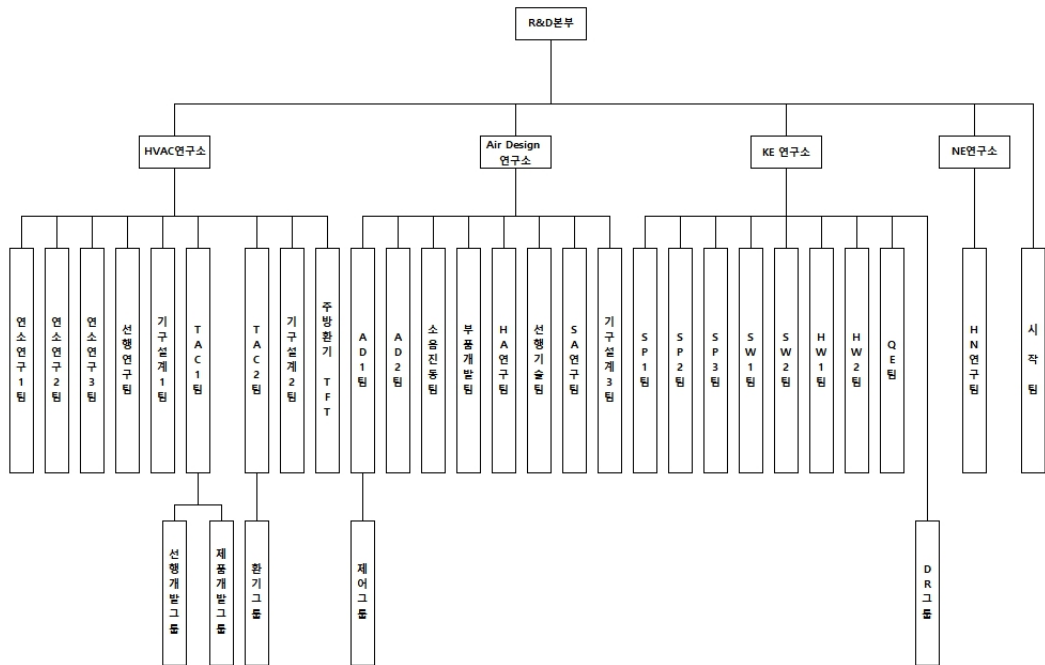 R&D본부
HVAC연구소
Air Design
연구소
KE 연구소
NE연구소
연소연구1팀
연소연구2팀
연소연구3팀
선행연구팀
기구설계1팀
TAC1팀
TAC2팀
기구설계2팀
주방환기 TFT
AD1팀
AD2팀
소음진동팀
부품개발팀
HA연구팀
선행기술팀
SA연구팀
기구설계3팀
SP1팀
SP2팀
SP3팀
SW1팀
SW2팀
HW1팀
HW2팀
QE팀
HN연구팀
시 작 팀
선행개발그룹
제품개발그룹
환기그룹
제어그룹
DR그룹